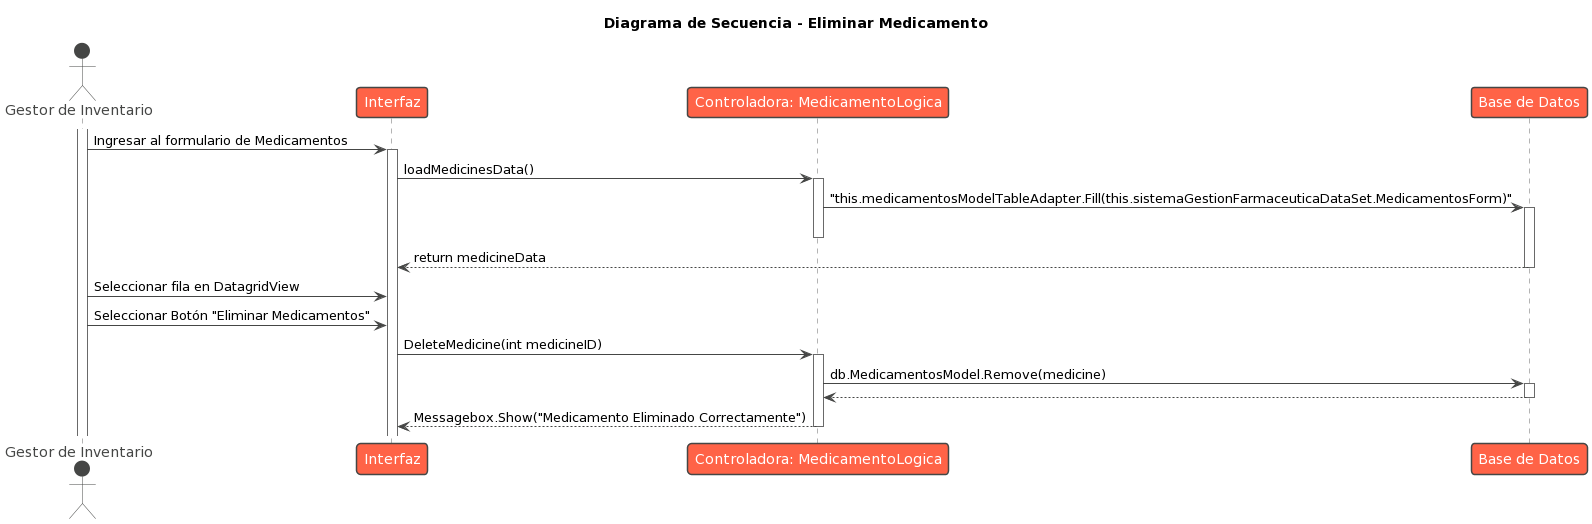 Diagrama de Secuencia - Eliminar Medicamento
Gestor de Inventario
Interfaz
Controladora: MedicamentoLogica
Base de Datos
Ingresar al formulario de Medicamentos
loadMedicinesData()
"this.medicamentosModelTableAdapter.Fill(this.sistemaGestionFarmaceuticaDataSet.MedicamentosForm)"
return medicineData
Seleccionar fila en DatagridView
Seleccionar Botón "Eliminar Medicamentos"
DeleteMedicine(int medicineID)
db.MedicamentosModel.Remove(medicine)
Messagebox.Show("Medicamento Eliminado Correctamente")
Gestor de Inventario
Interfaz
Controladora: MedicamentoLogica
Base de Datos